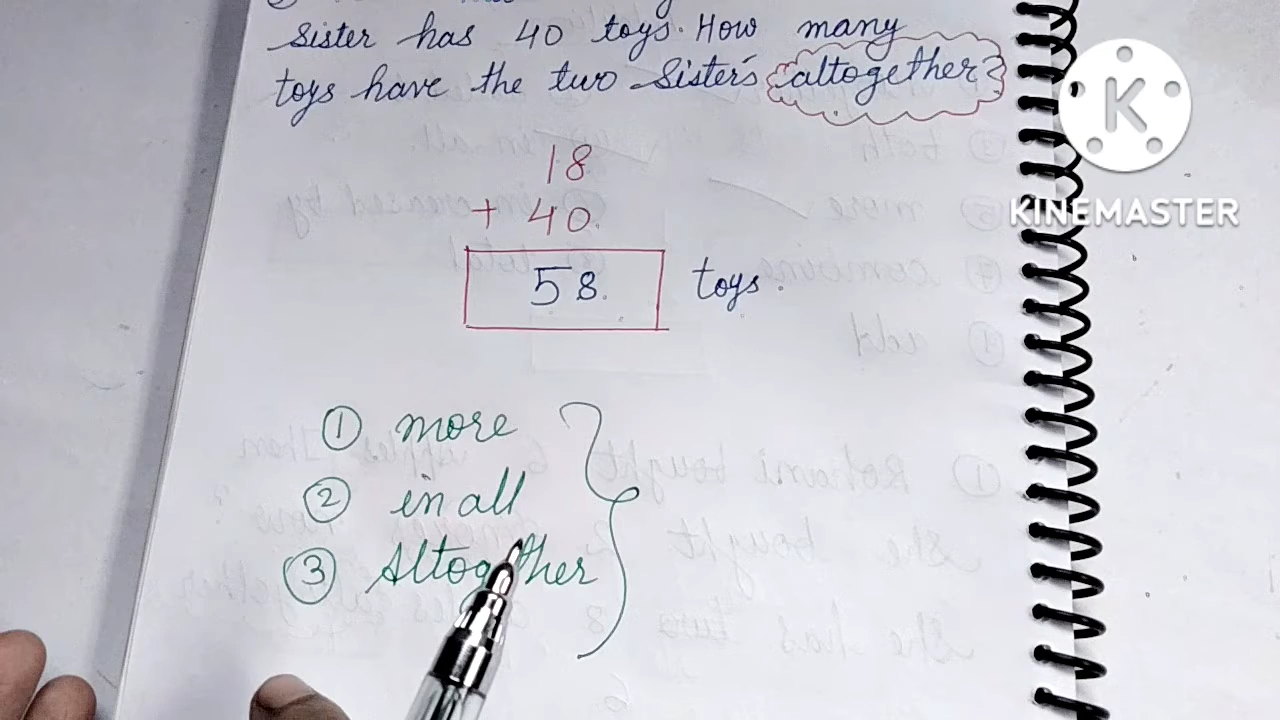 Sister has 40 toys. How many
toys have the two Sister's altogether?
18
+ 40
58 toys.
① more
② in all
③ Altogether
K
KINEMASTER